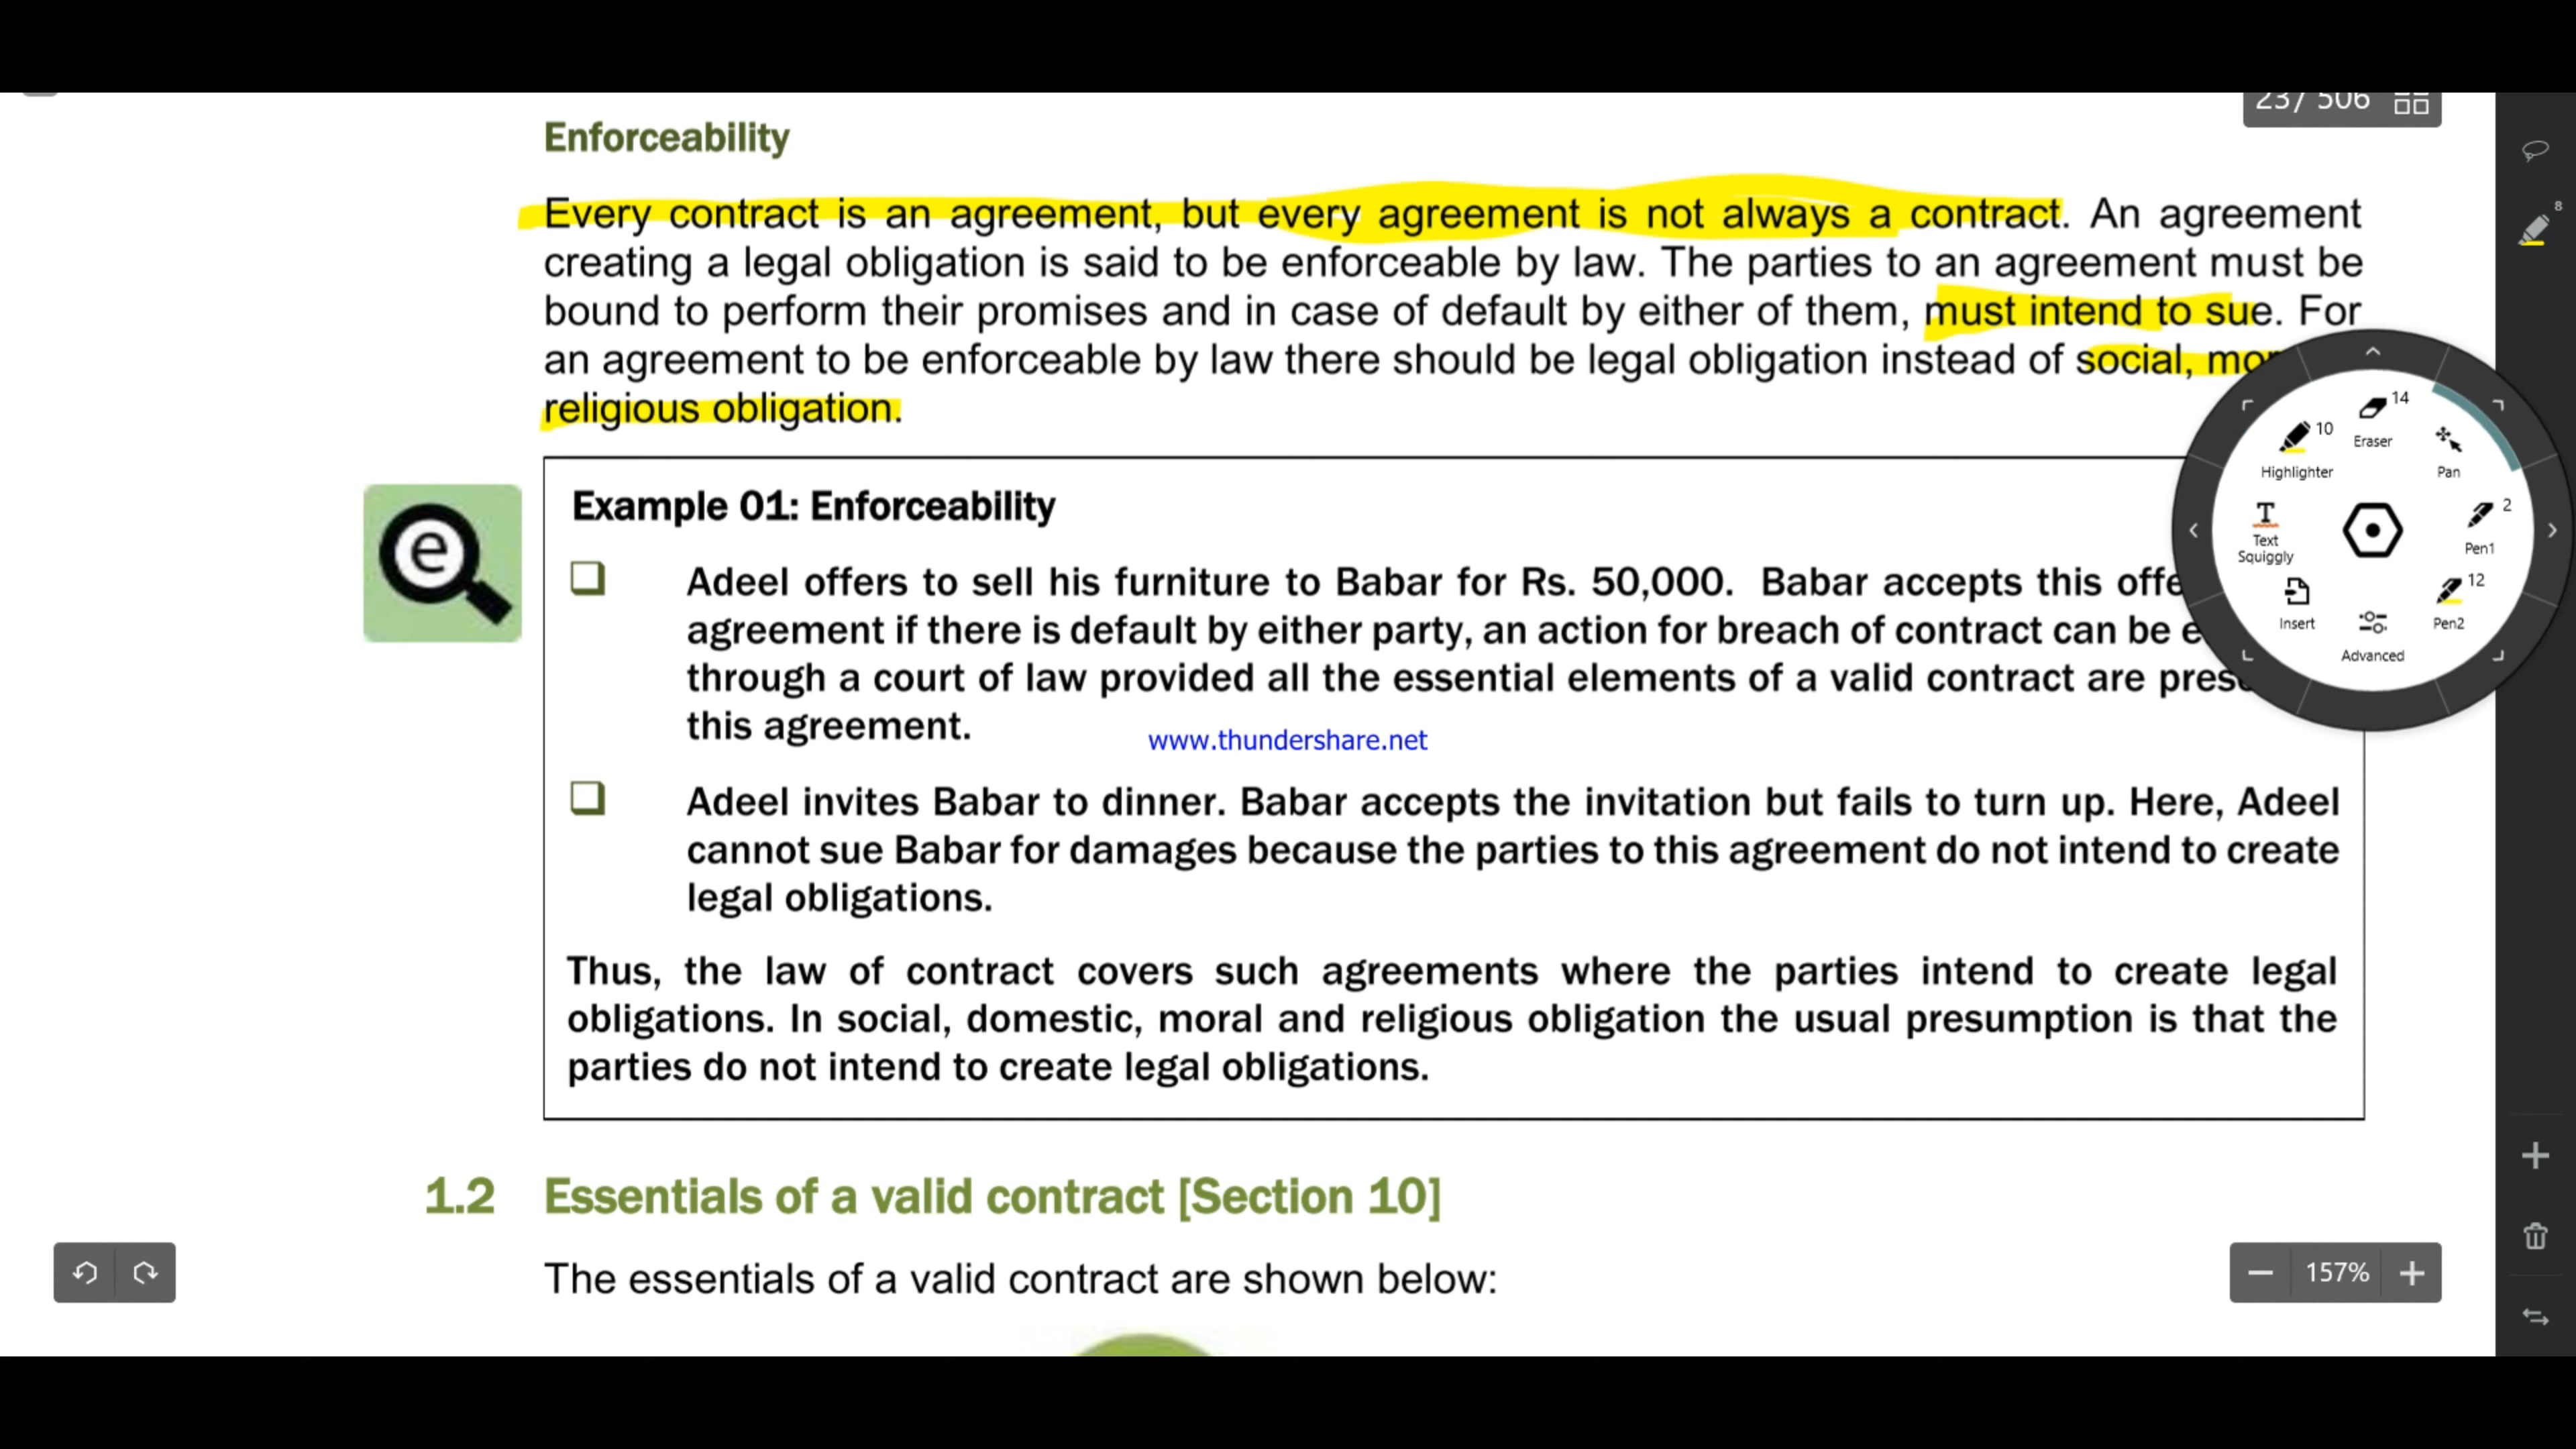 23/ 506
Enforceability
Every contract is an agreement, but every agreement is not always a contract. An agreement
creating a legal obligation is said to be enforceable by law. The parties to an agreement must be
bound to perform their promises and in case of default by either of them, must intend to sue. For
an agreement to be enforceable by law there should be legal obligation instead of social,
religious obligation.
8
14
Eraser
10
Highlighter
Pan
T
Text
Squiggly
2
Pen1
Insert
12
Pen2
Advanced
e
Example 01: Enforceability
Adeel offers to sell his furniture to Babar for Rs. 50,000. Babar accepts this
agreement if there is default by either party, an action for breach of contract can be
through a court of law provided all the essential elements of a valid contract are
this agreement.
www.thundershare.net
Adeel invites Babar to dinner. Babar accepts the invitation but fails to turn up. Here, Adeel
cannot sue Babar for damages because the parties to this agreement do not intend to create
legal obligations.
Thus, the law of contract covers such agreements where the parties intend to create legal
obligations. In social, domestic, moral and religious obligation the usual presumption is that the
parties do not intend to create legal obligations.
1.2 Essentials of a valid contract [Section 10]
The essentials of a valid contract are shown below:
157%